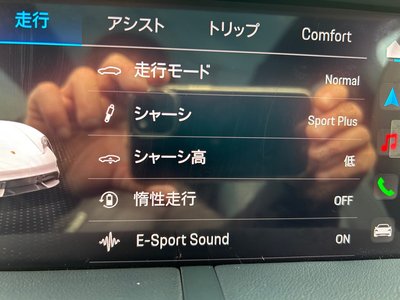 走行 アシスト トリップ Comfort
走行モード Normal
シャーシ Sport Plus
シャーシ高 低
惰性走行 OFF
E-Sport Sound ON